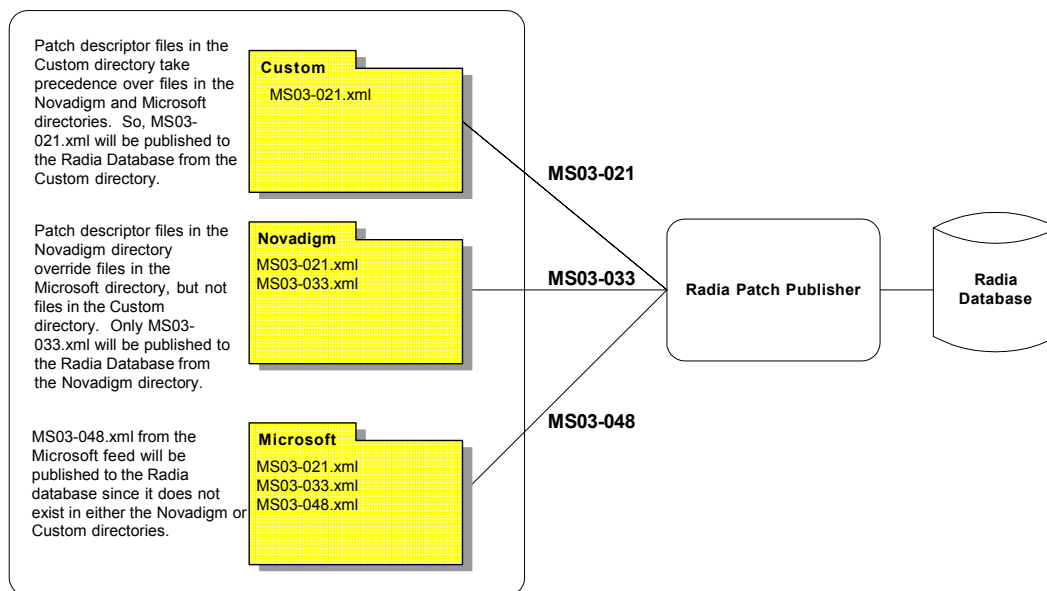 Patch descriptor files in the
Custom directory take
precedence over files in the
Novadigm and Microsoft
directories. So, MS03-
021.xml will be published to
the Radia Database from the
Custom directory.
Custom
MS03-021.xml
MS03-021
Patch descriptor files in the
Novadigm directory
override files in the
Microsoft directory, but not
files in the Custom
directory. Only MS03-
033.xml will be published to
the Radia Database from
the Novadigm directory.
Novadigm
MS03-021.xml
MS03-033.xml
MS03-033
Radia Patch Publisher
Radia
Database
MS03-048.xml from the
Microsoft feed will be
published to the Radia
database since it does not
exist in either the Novadigm or
Custom directories.
Microsoft
MS03-021.xml
MS03-033.xml
MS03-048.xml
MS03-048